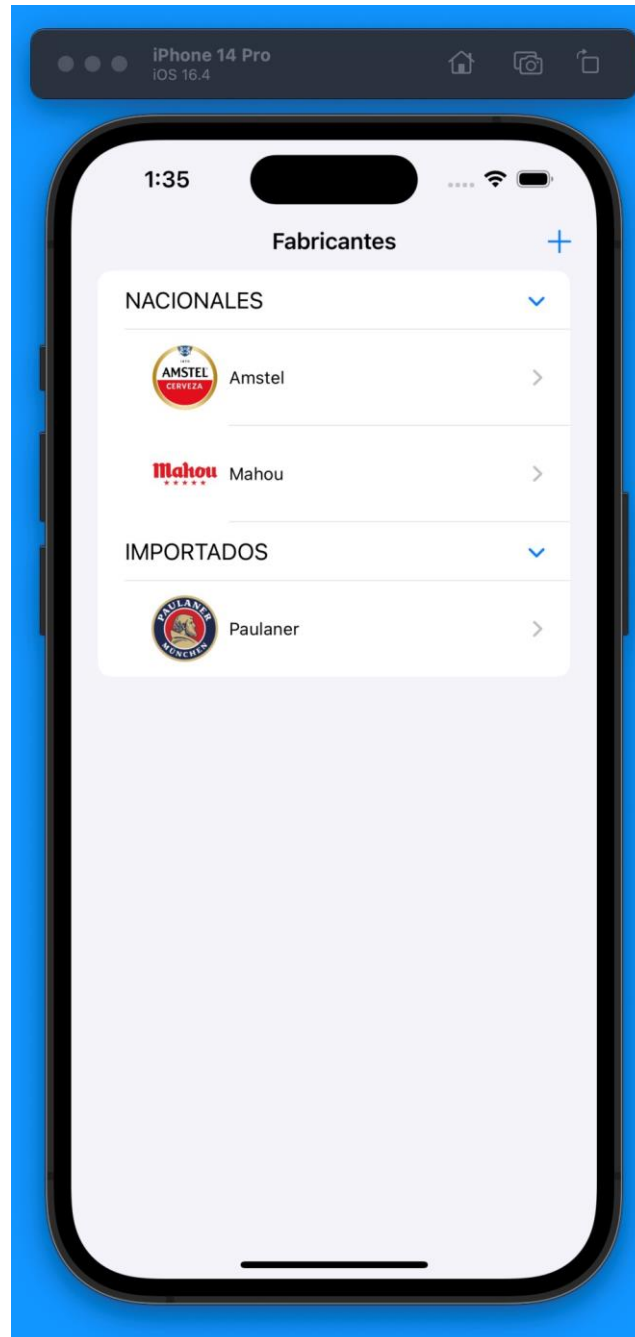 iPhone 14 Pro
iOS 16.4
1:35
Fabricantes
NACIONALES
AMSTEL
CERVEZA
Amstel
Mahou
Mahou
IMPORTADOS
PAULANER
MÜNCHEN
Paulaner